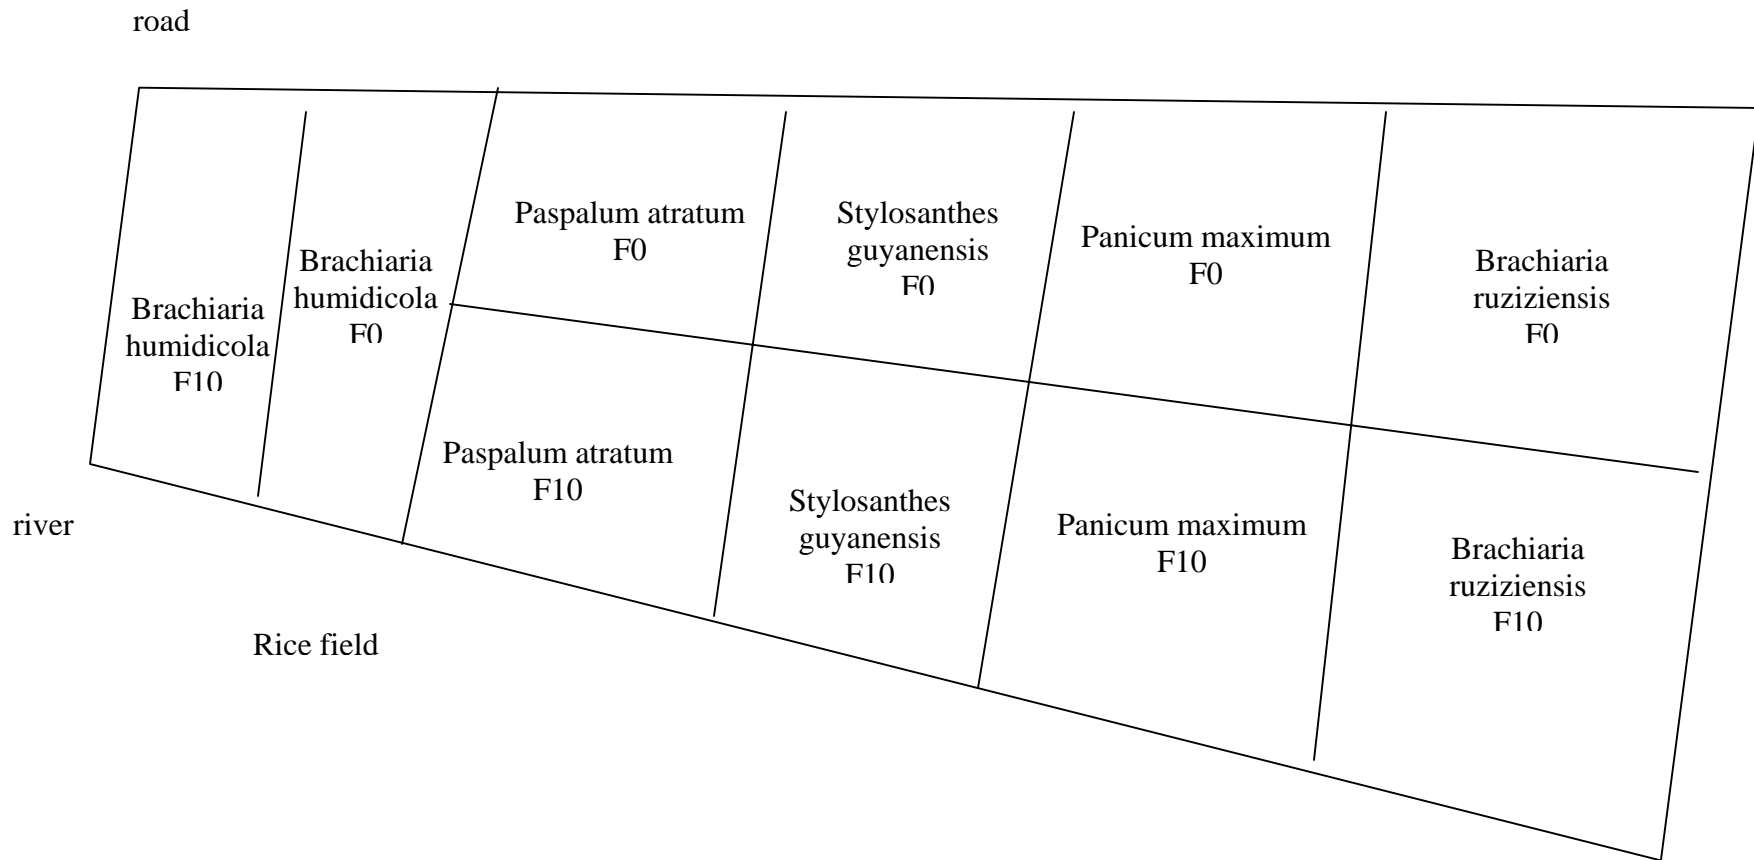 road
Paspalum atratum
F0
Stylosanthes
guyanensis
F0
Panicum maximum
F0
Brachiaria
ruziziensis
F0
Brachiaria
humidicola
F0
Brachiaria
humidicola
F10
Paspalum atratum
F10
Stylosanthes
guyanensis
F10
Panicum maximum
F10
Brachiaria
ruziziensis
F10
river
Rice field